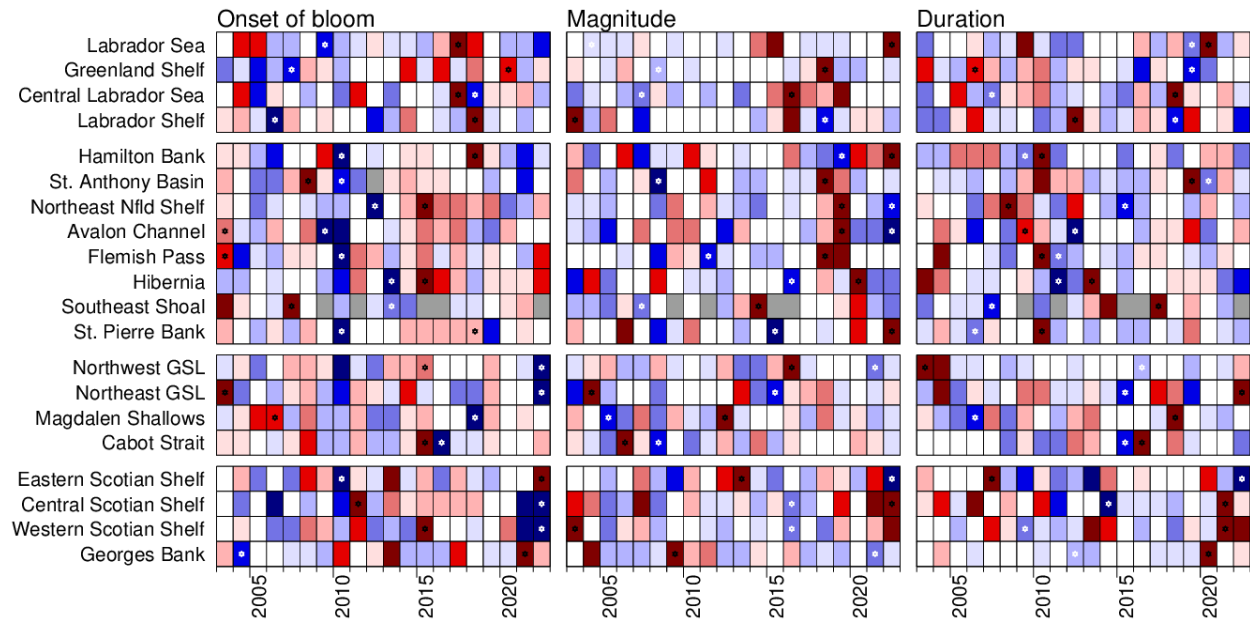 Onset of bloom Magnitude Duration
Labrador Sea
Greenland Shelf
Central Labrador Sea
Labrador Shelf
Hamilton Bank
St. Anthony Basin
Northeast Nfld Shelf
Avalon Channel
Flemish Pass
Hibernia
Southeast Shoal
St. Pierre Bank
Northwest GSL
Northeast GSL
Magdalen Shallows
Cabot Strait
Eastern Scotian Shelf
Central Scotian Shelf
Western Scotian Shelf
Georges Bank
2005 2010 2015 2020 2005 2010 2015 2020 2005 2010 2015 2020